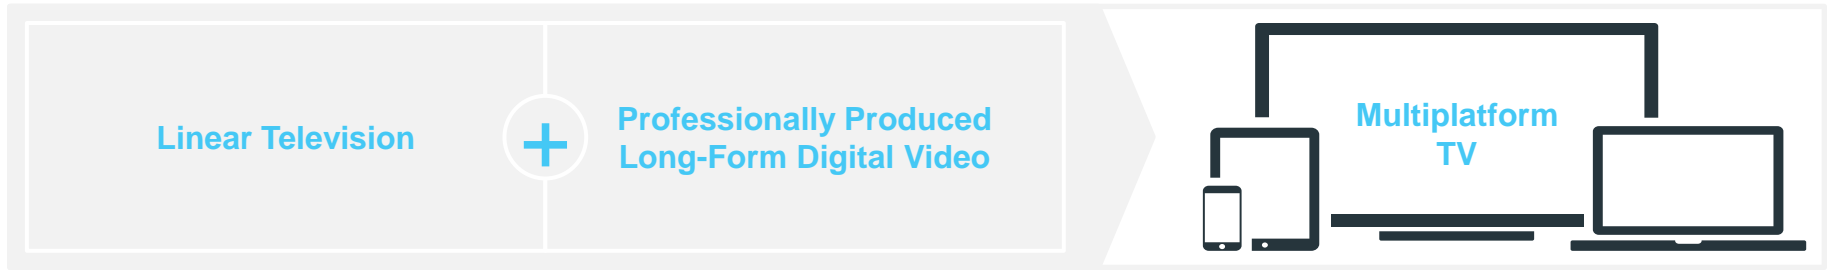 Linear Television
+
Professionally Produced
Long-Form Digital Video
Multiplatform
TV